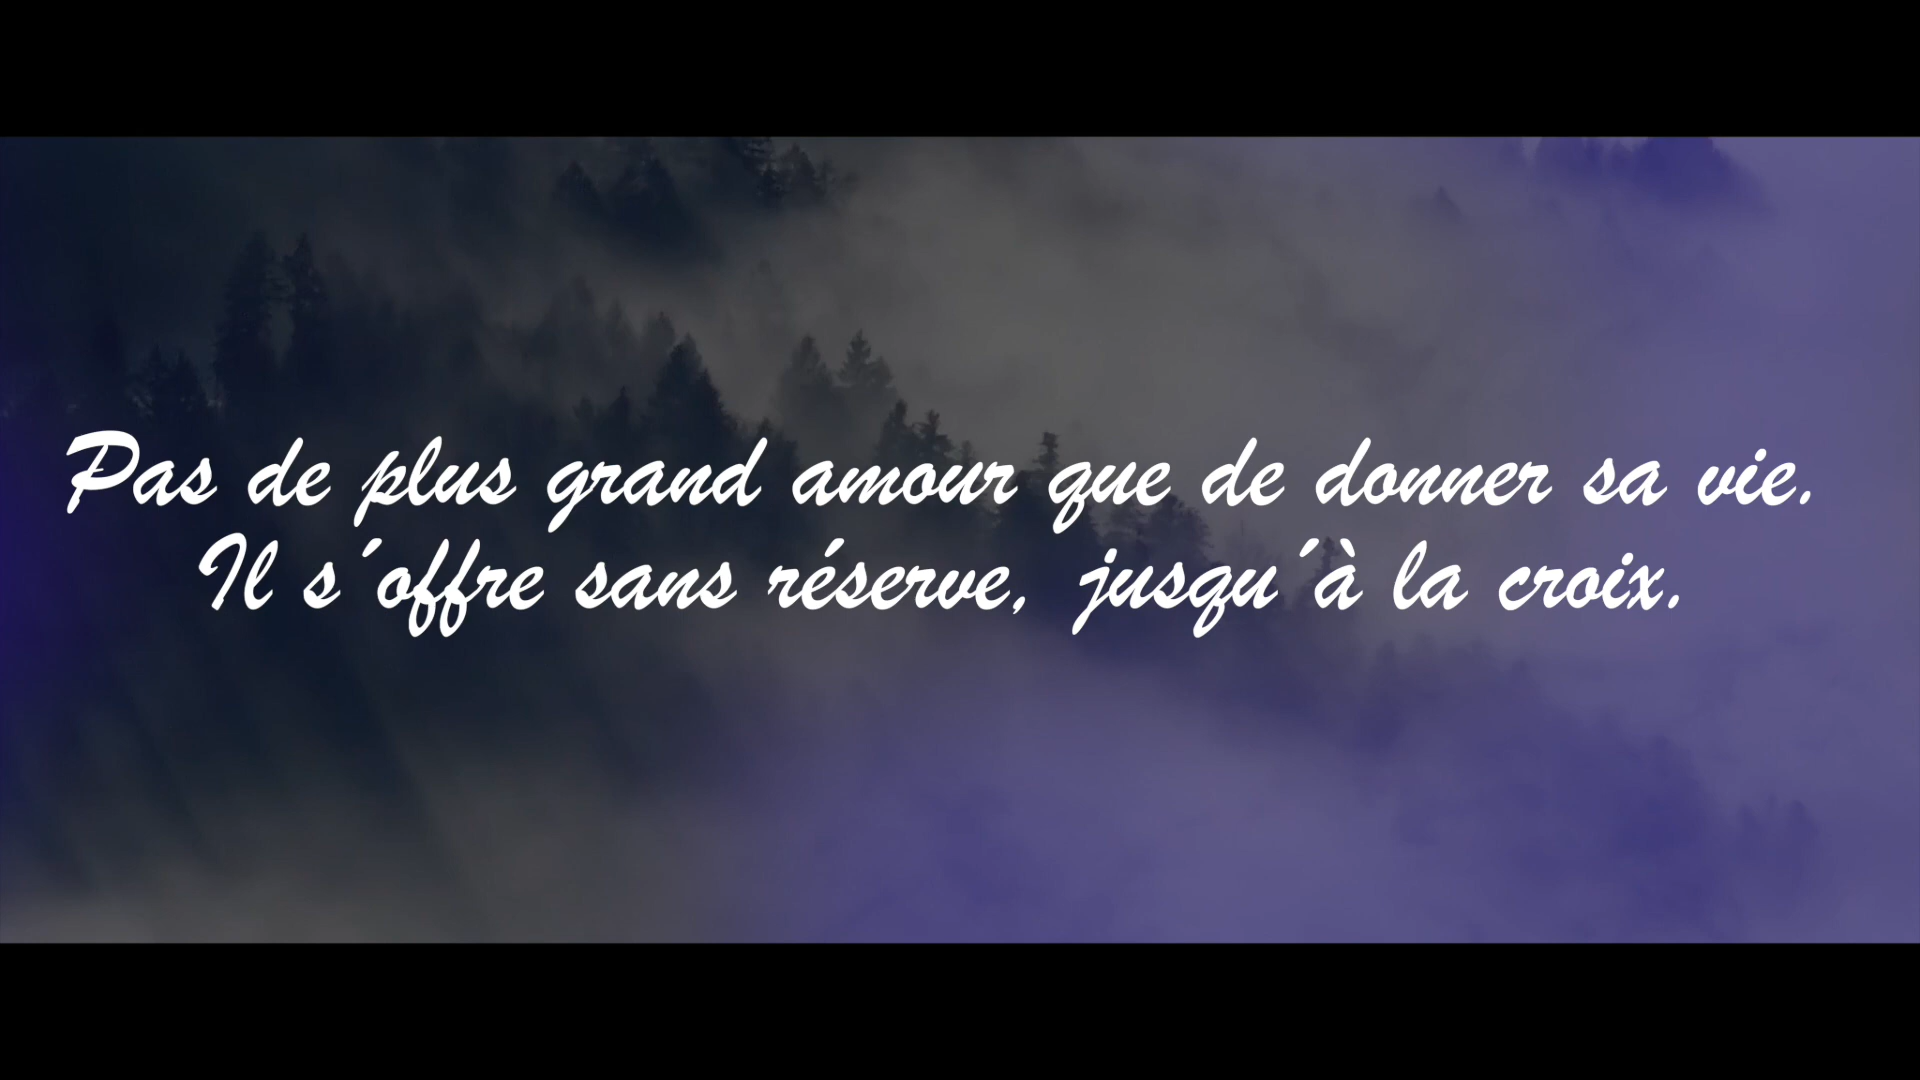 Pas de plus grand amour que de donner sa vie.
Il s´offre sans réserve, jusqu´à la croix.